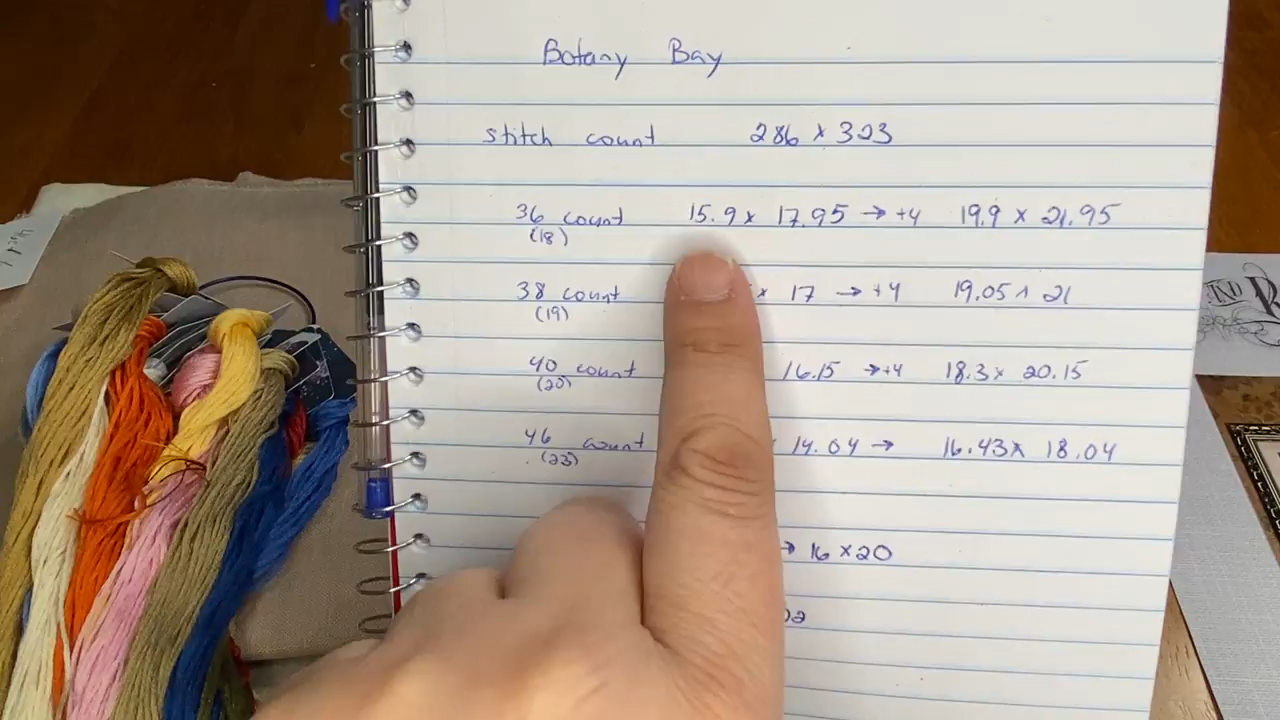 Botany Bay
stitch count 286 x 323
36 count 15.9 x 17.95 → +4 19.9 x 21.95
(18)
38 count x 17 → +4 19.05 x 21
(19)
40 count 16.15 → +4 18.3 x 20.15
(20)
46 count 14.04 → 16.43 x 18.04
(23)
→ 16 x 20